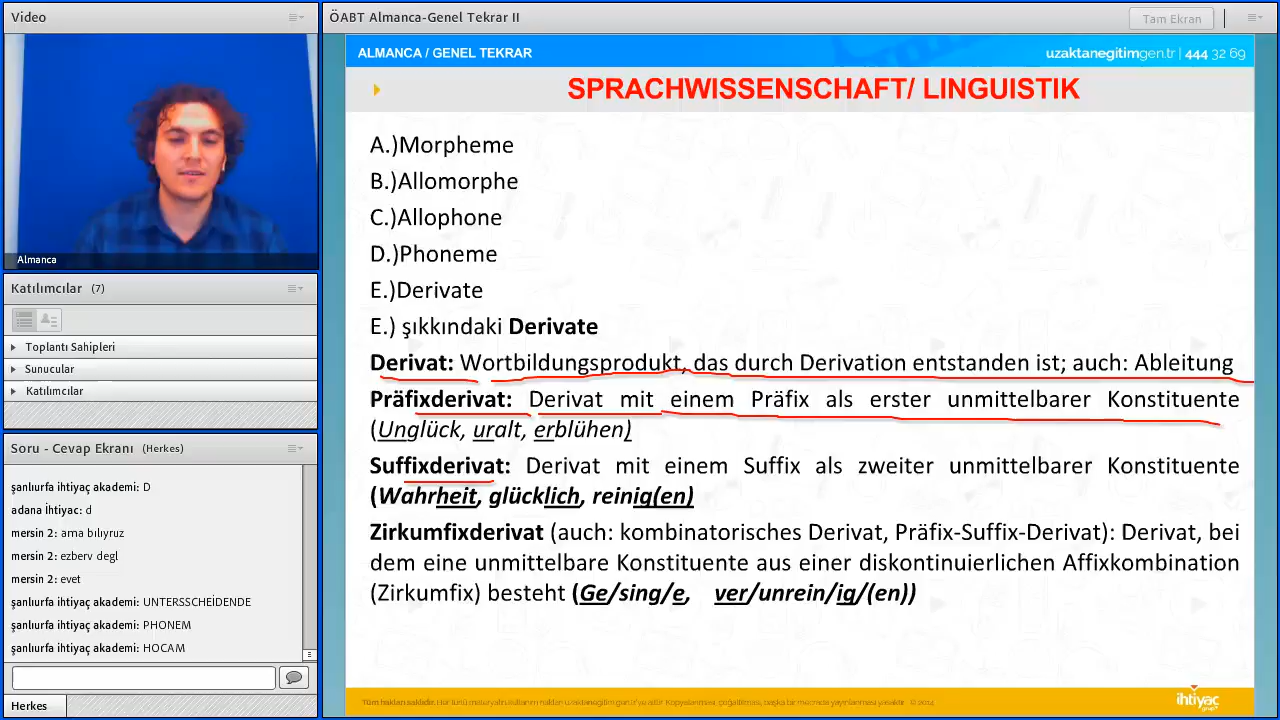 Video
ÖABT Almanca-Genel Tekrar II
Tam Ekran
Almanca
Katılımcılar (7)
Toplantı Sahipleri
Sunucular
Katılımcılar
Soru - Cevap Ekranı (Herkes)
şanlıurfa ihtiyaç akademi: D
adana İhtiyaç: d
mersin 2: ama bılıyruz
mersin 2: ezberv degl
mersin 2: evet
şanlıurfa ihtiyaç akademi: UNTERSSCHEİDENDE
şanlıurfa ihtiyaç akademi: PHONEM
şanlıurfa ihtiyaç akademi: HOCAM
Herkes
ALMANCA / GENEL TEKRAR
uzaktanegitimgen.tr | 444 32 69
SPRACHWISSENSCHAFT/ LINGUISTIK
A.)Morpheme
B.)Allomorphe
C.)Allophone
D.)Phoneme
E.)Derivate
E.) şıkkındaki Derivate
Derivat: Wortbildungsprodukt, das durch Derivation entstanden ist; auch: Ableitung
Präfixderivat: Derivat mit einem Präfix als erster unmittelbarer Konstituente
(Unglück, uralt, erblühen)
Suffixderivat: Derivat mit einem Suffix als zweiter unmittelbarer Konstituente
(Wahrheit, glücklich, reinig(en)
Zirkumfixderivat (auch: kombinatorisches Derivat, Präfix-Suffix-Derivat): Derivat, bei
dem eine unmittelbare Konstituente aus einer diskontinuierlichen Affixkombination
(Zirkumfix) besteht (Ge/sing/e, ver/unrein/ig/(en))
Tüm hakları saklıdır.
© 2014
ihtiyaç